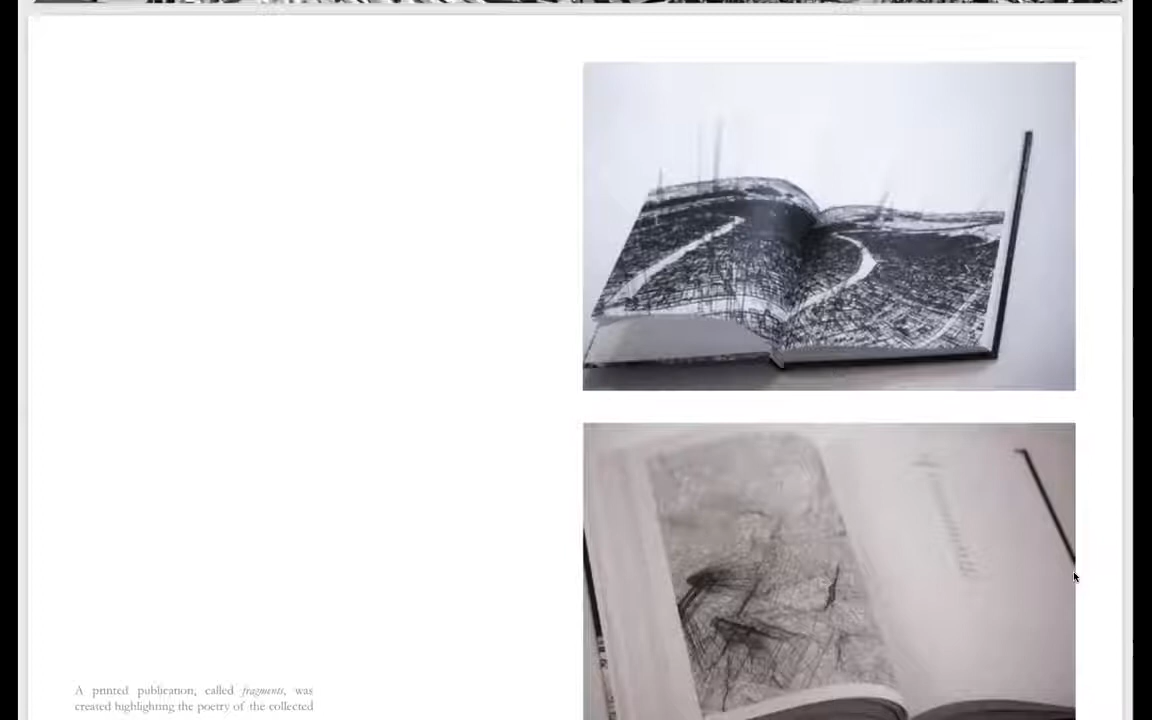 A printed publication, called fragments, was
created highlighting the poetry of the collected